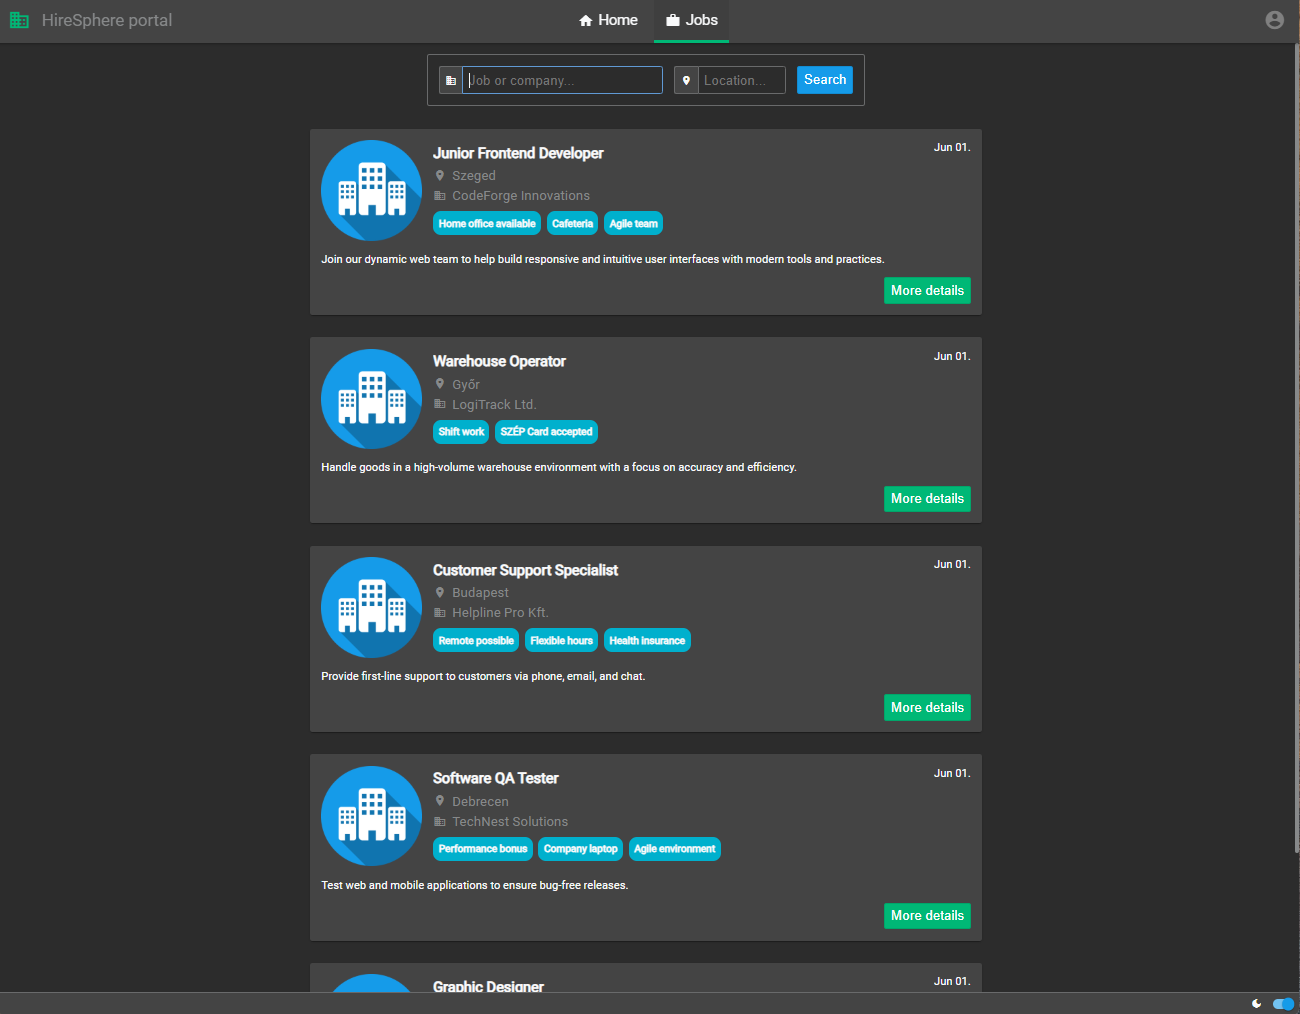 HireSphere portal
Home
Jobs
Job or company...
Location...
Search
Junior Frontend Developer
Jun 01.
Szeged
CodeForge Innovations
Home office available
Cafeteria
Agile team
Join our dynamic web team to help build responsive and intuitive user interfaces with modern tools and practices.
More details
Warehouse Operator
Jun 01.
Győr
LogiTrack Ltd.
Shift work
SZÉP Card accepted
Handle goods in a high-volume warehouse environment with a focus on accuracy and efficiency.
More details
Customer Support Specialist
Jun 01.
Budapest
Helpline Pro Kft.
Remote possible
Flexible hours
Health insurance
Provide first-line support to customers via phone, email, and chat.
More details
Software QA Tester
Jun 01.
Debrecen
TechNest Solutions
Performance bonus
Company laptop
Agile environment
Test web and mobile applications to ensure bug-free releases.
More details
Graphic Designer
Jun 01.